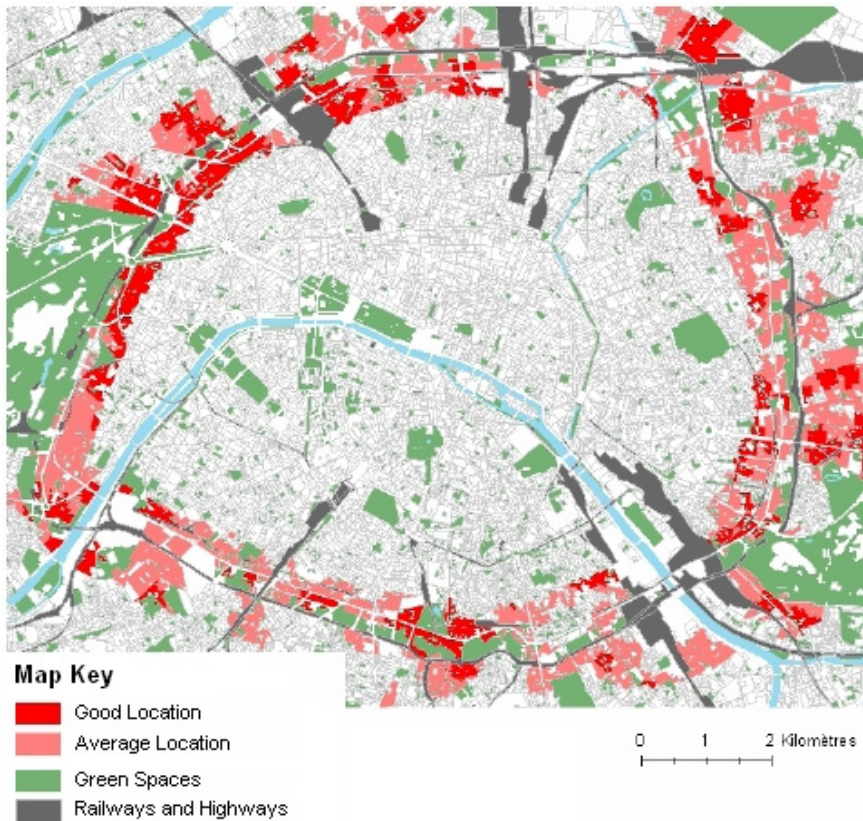 Map Key
Good Location
Average Location
Green Spaces
Railways and Highways
0 1 2 Kilomètres